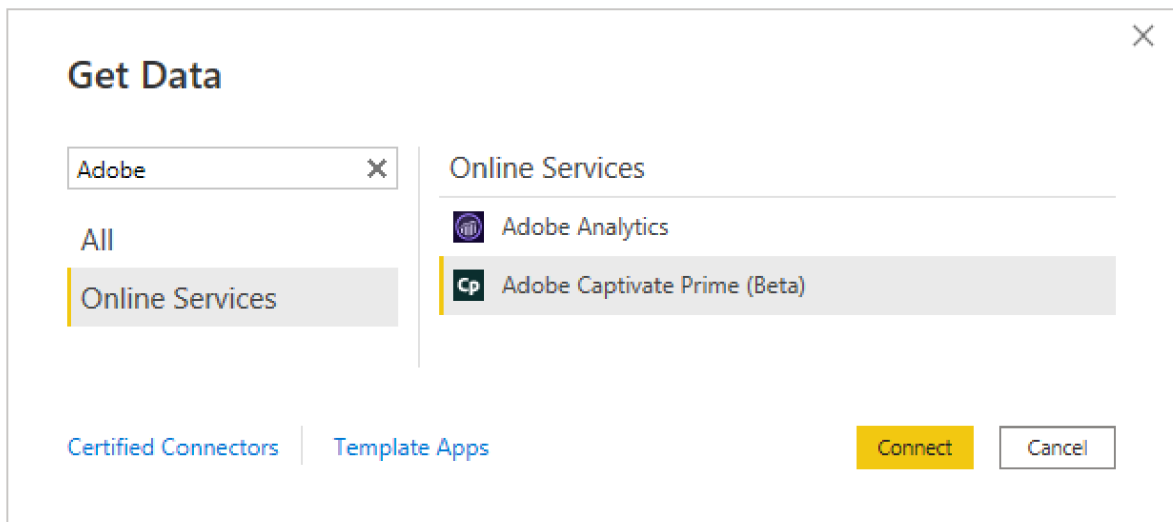 Get Data
Adobe
All
Online Services
Online Services
Adobe Analytics
Cp Adobe Captivate Prime (Beta)
Certified Connectors
Template Apps
Connect
Cancel